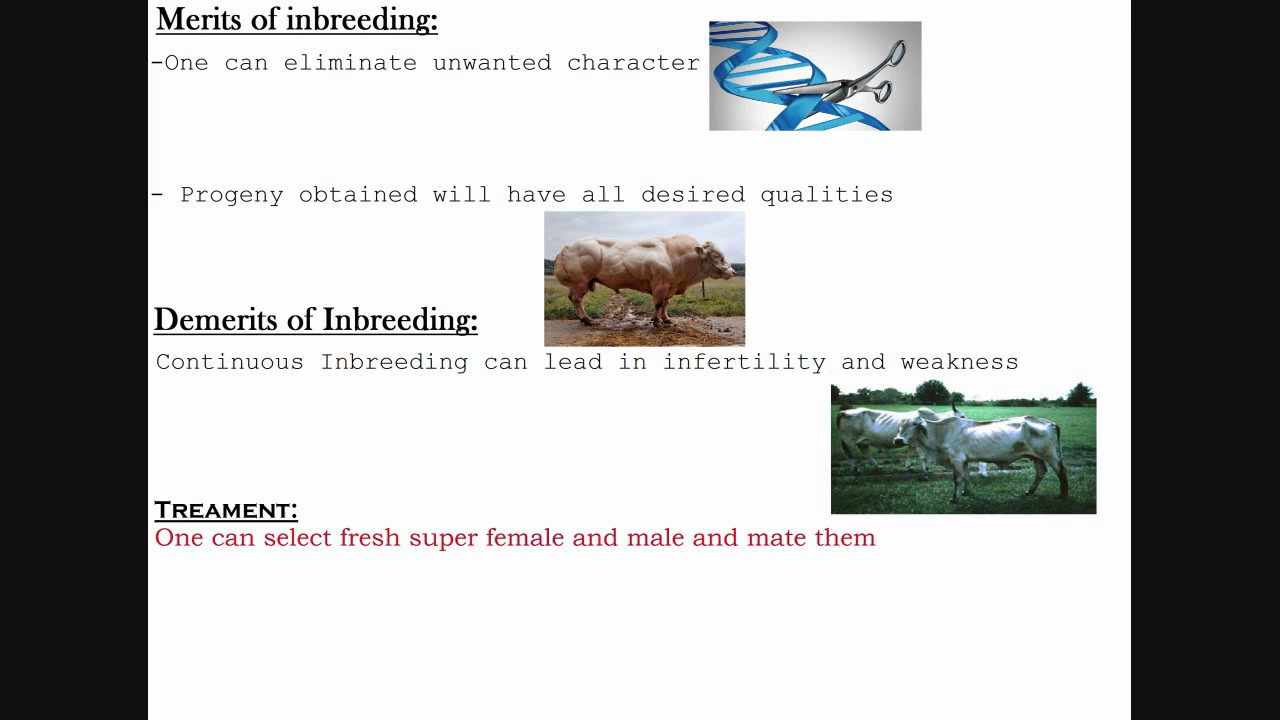 Merits of inbreeding:
-One can eliminate unwanted character
- Progeny obtained will have all desired qualities
Demerits of Inbreeding:
Continuous Inbreeding can lead in infertility and weakness
TREAMENT:
One can select fresh super female and male and mate them